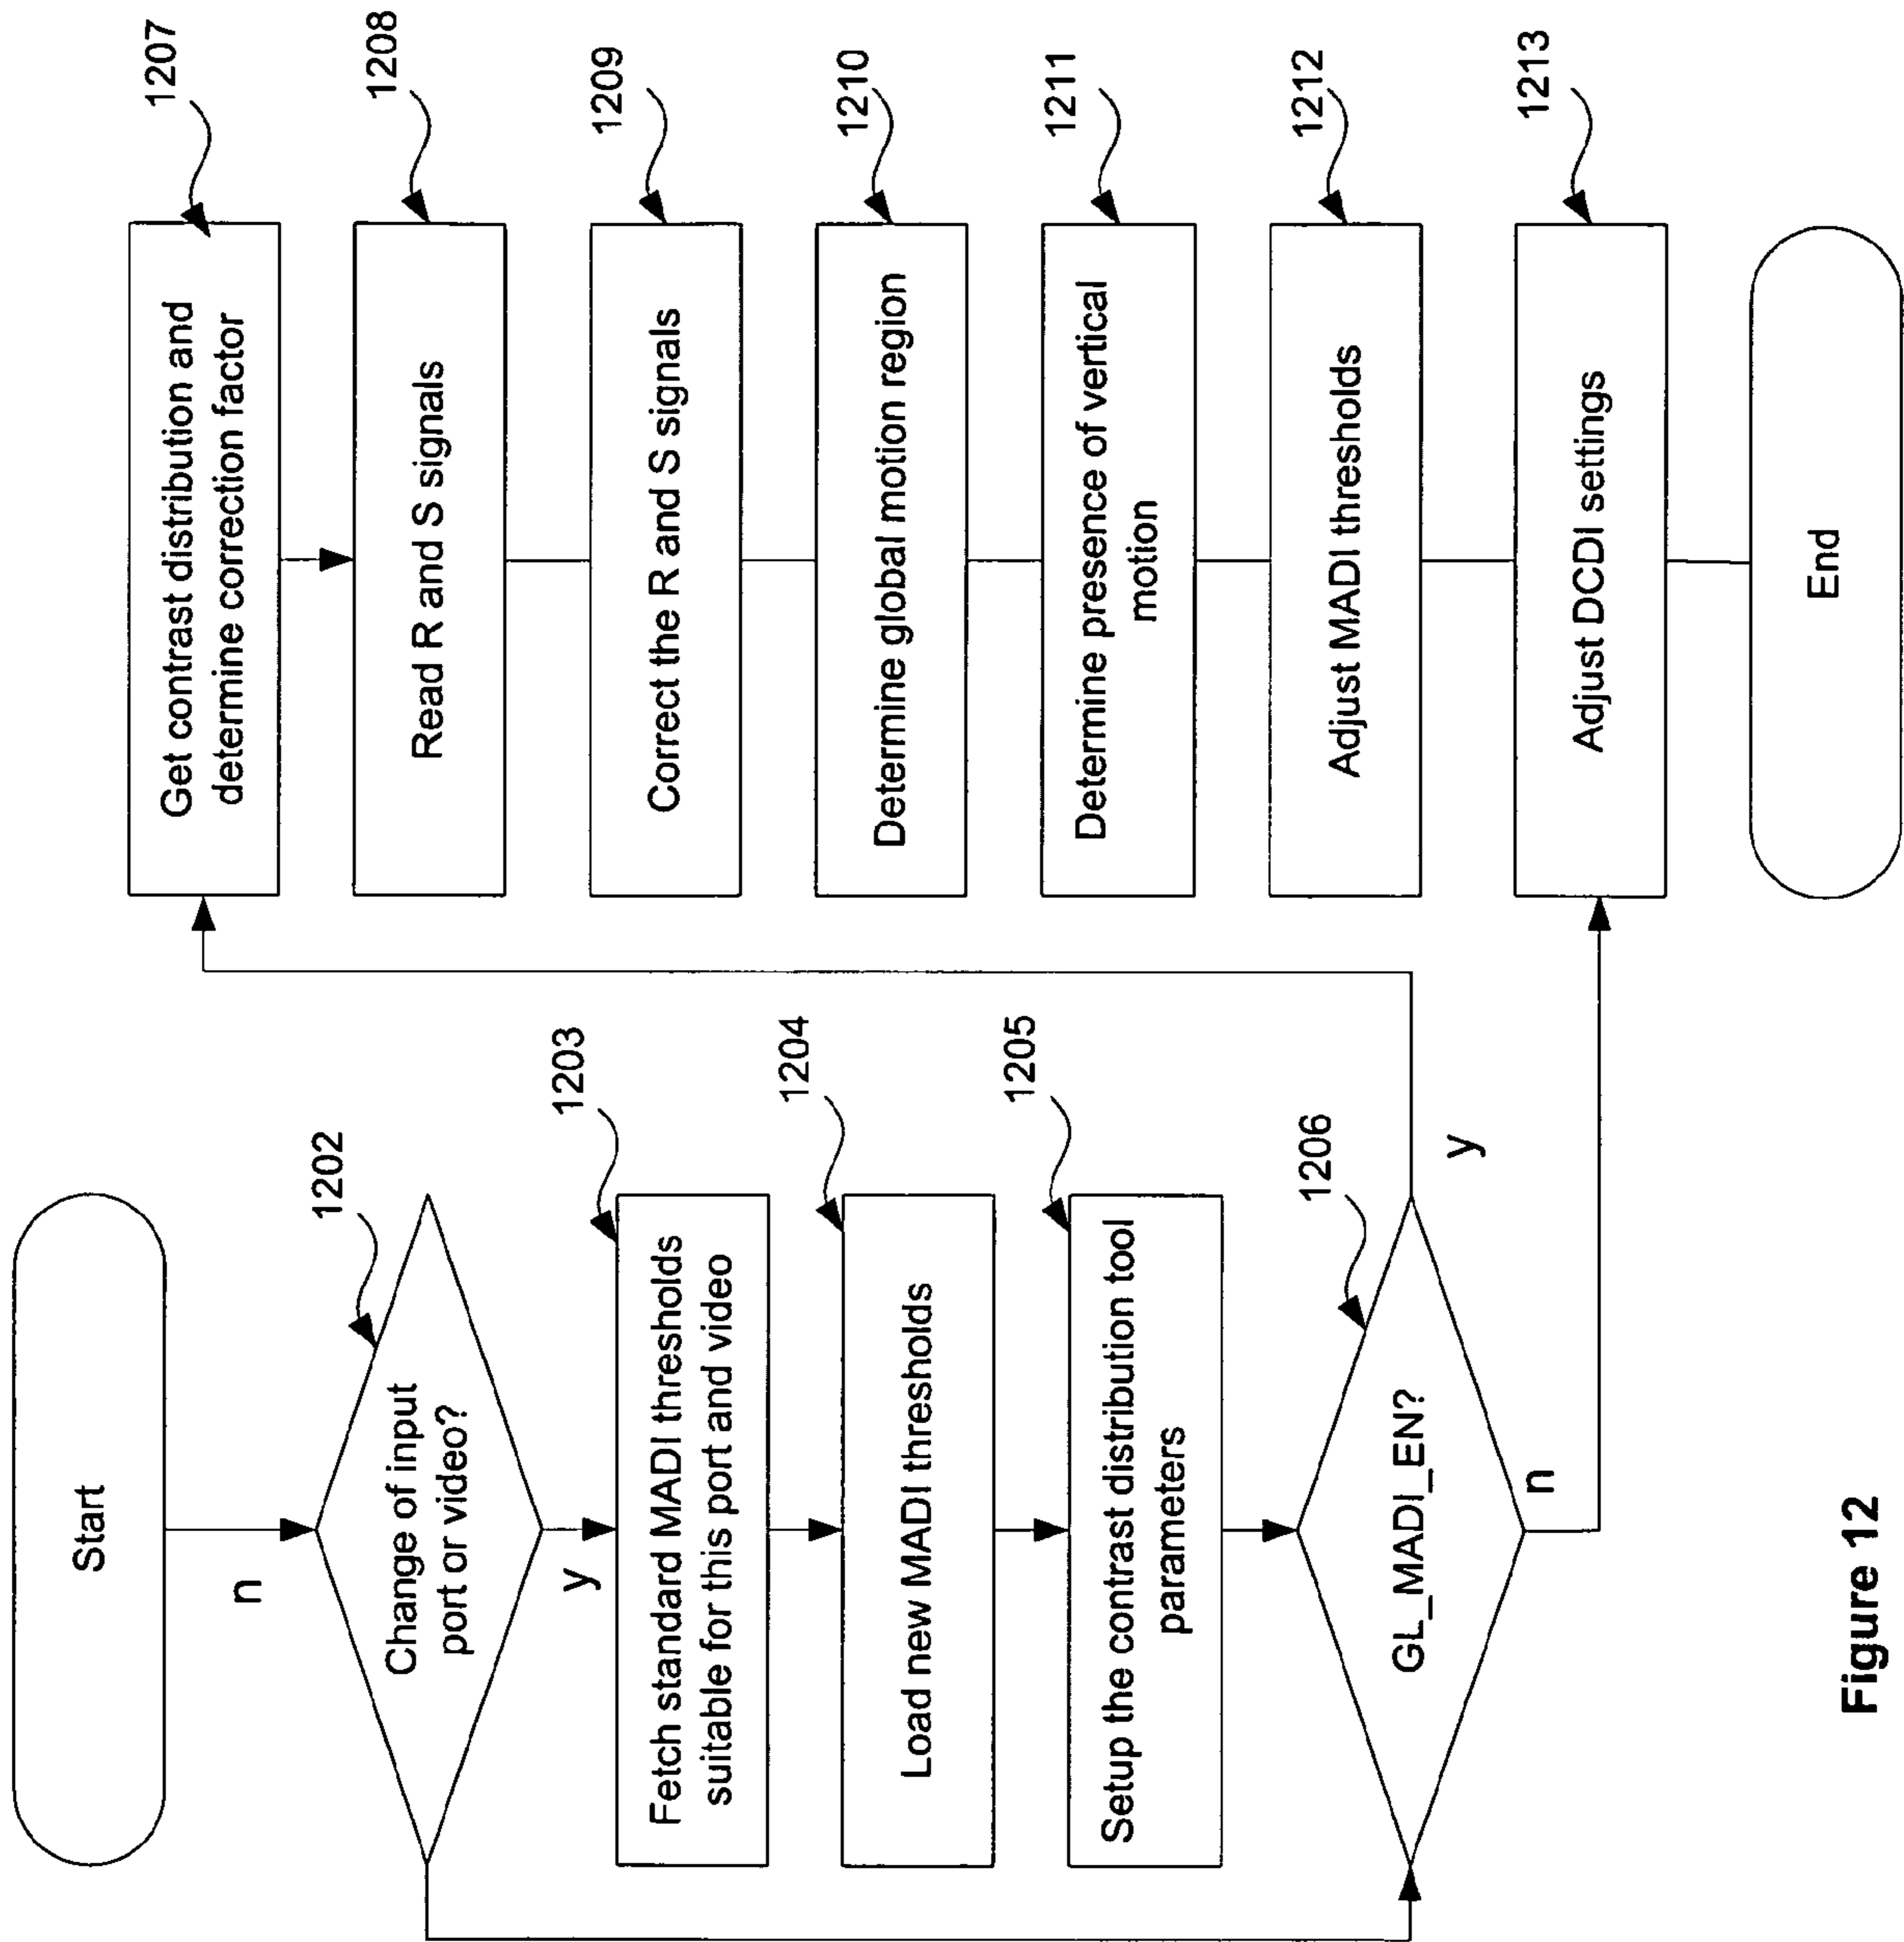 Start
n
1202
Change of input
port or video?
y
1203
Fetch standard MADI thresholds
suitable for this port and video
1204
Load new MADI thresholds
1205
Setup the contrast distribution tool
parameters
1206
GL_MADI_EN?
y
n
1207
Get contrast distribution and
determine correction factor
1208
Read R and S signals
1209
Correct the R and S signals
1210
Determine global motion region
1211
Determine presence of vertical
motion
1212
Adjust MADI thresholds
1213
Adjust DCDI settings
End
Figure 12